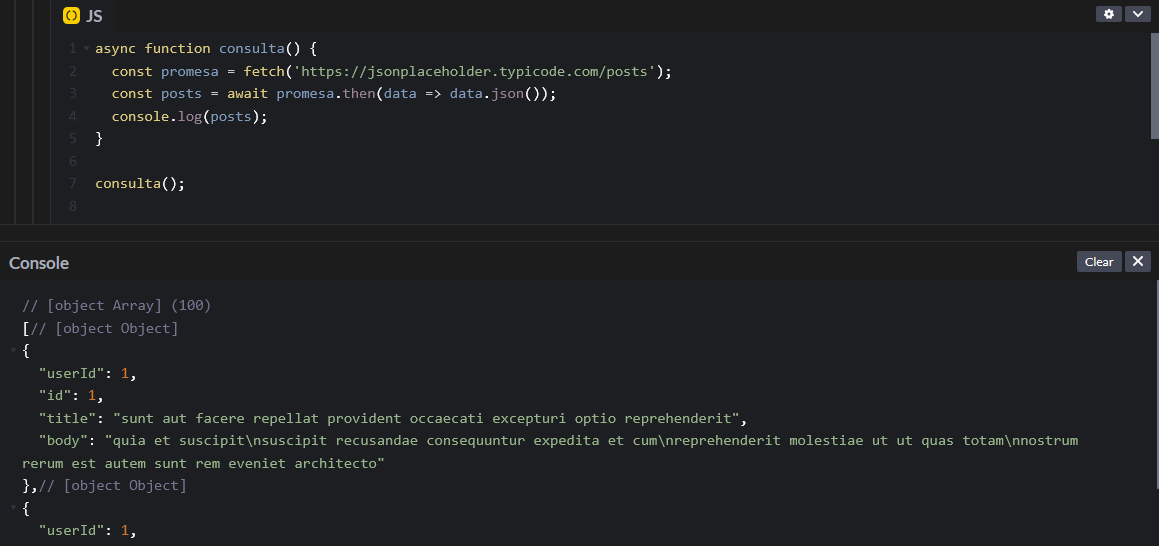 () JS
1 async function consulta() {
2 const promesa = fetch('https://jsonplaceholder.typicode.com/posts');
3 const posts = await promesa.then(data => data.json());
4 console.log(posts);
5 }
6
7 consulta();
8
Console
Clear
// [object Array] (100)
[// [object Object]
{
"userId": 1,
"id": 1,
"title": "sunt aut facere repellat provident occaecati excepturi optio reprehenderit",
"body": "quia et suscipit\nsuscipit recusandae consequuntur expedita et cum\nreprehenderit molestiae ut ut quas totam\nnostrum
rerum est autem sunt rem eveniet architecto"
},// [object Object]
{
"userId": 1,